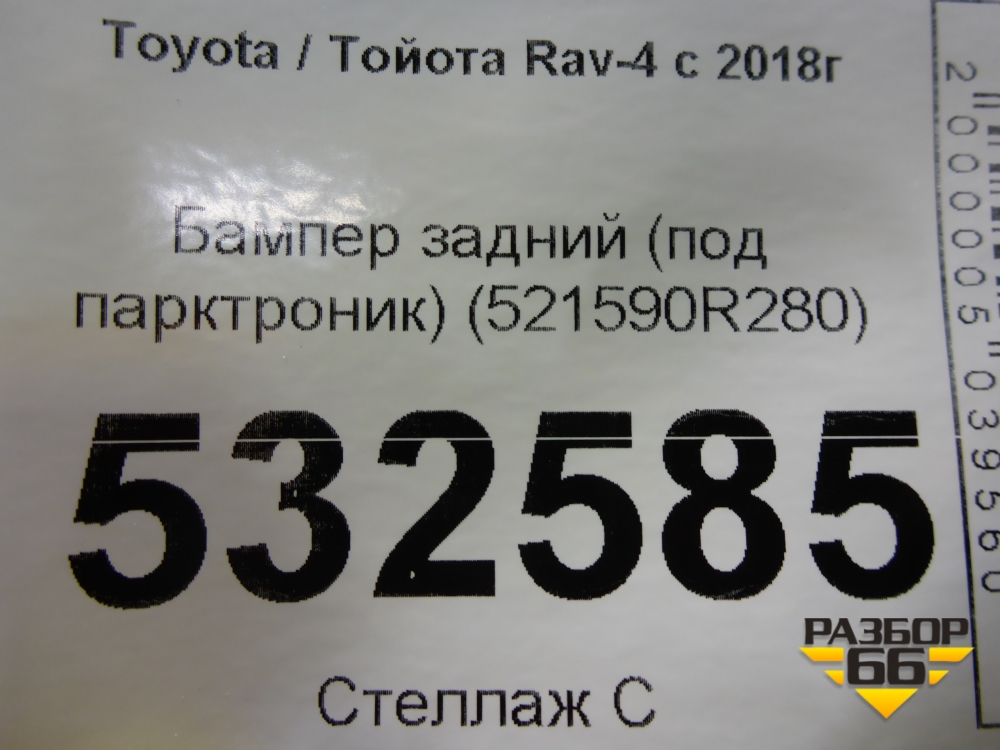 Toyota / Тойота Rav-4 с 2018г
Бампер задний (под
парктроник) (521590R280)
532585
Стеллаж С
2000005039560
РАЗБОР
66